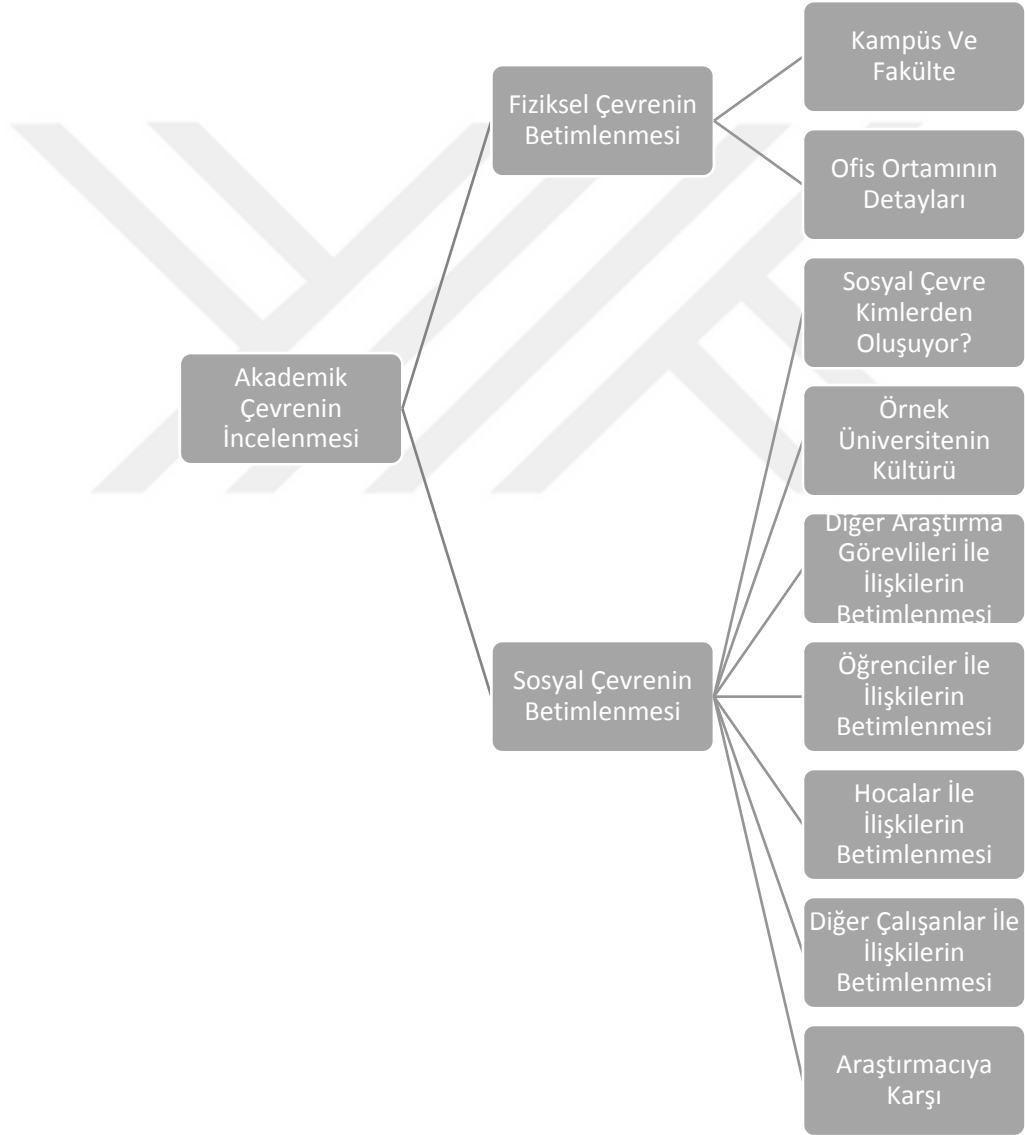 Akademik
Çevrenin
İncelenmesi
Fiziksel Çevrenin
Betimlenmesi
Kampüs Ve
Fakülte
Ofis Ortamının
Detayları
Sosyal Çevrenin
Betimlenmesi
Sosyal Çevre
Kimlerden
Oluşuyor?
Örnek
Üniversitenin
Kültürü
Diğer Araştırma
Görevlileri İle
İlişkilerin
Betimlenmesi
Öğrenciler İle
İlişkilerin
Betimlenmesi
Hocalar İle
İlişkilerin
Betimlenmesi
Diğer Çalışanlar İle
İlişkilerin
Betimlenmesi
Araştırmacıya
Karşı